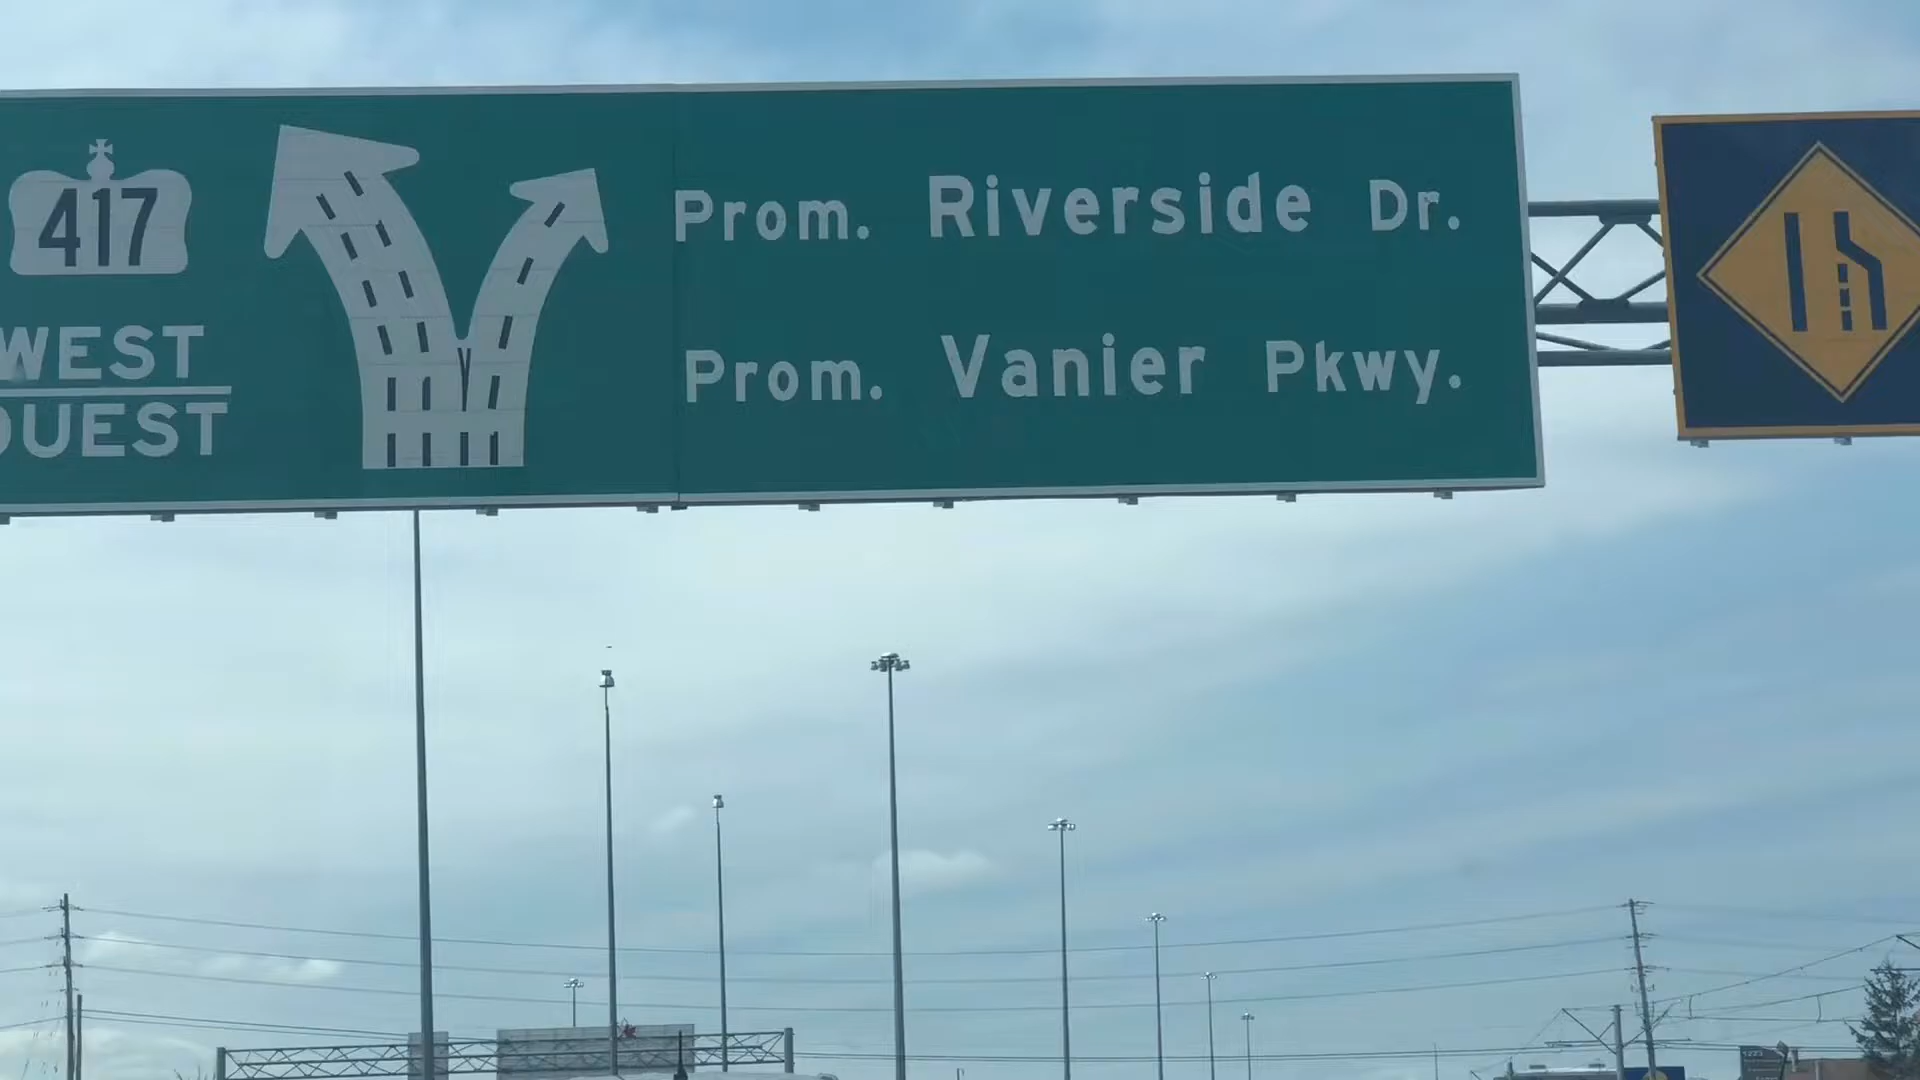 417
WEST
OUEST
Prom. Riverside Dr.
Prom. Vanier Pkwy.